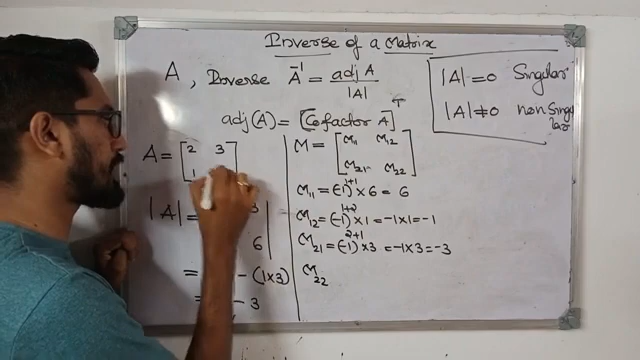 Inverse of a Matrix
A, Inverse A⁻¹ = adj A / |A|
|A| = 0 Singular
|A| ≠ 0 non Singular
adj(A) = [Cofactor A]ᵀ
A = [2 3
1
M = [M₁₁ M₁₂
M₂₁ M₂₂]
|A| = 3
6|
= - (1×3)
= - 3
M₁₁ = (-1)¹⁺¹ × 6 = 6
M₁₂ = (-1)¹⁺² × 1 = -1×1 = -1
M₂₁ = (-1)²⁺¹ × 3 = -1×3 = -3
M₂₂